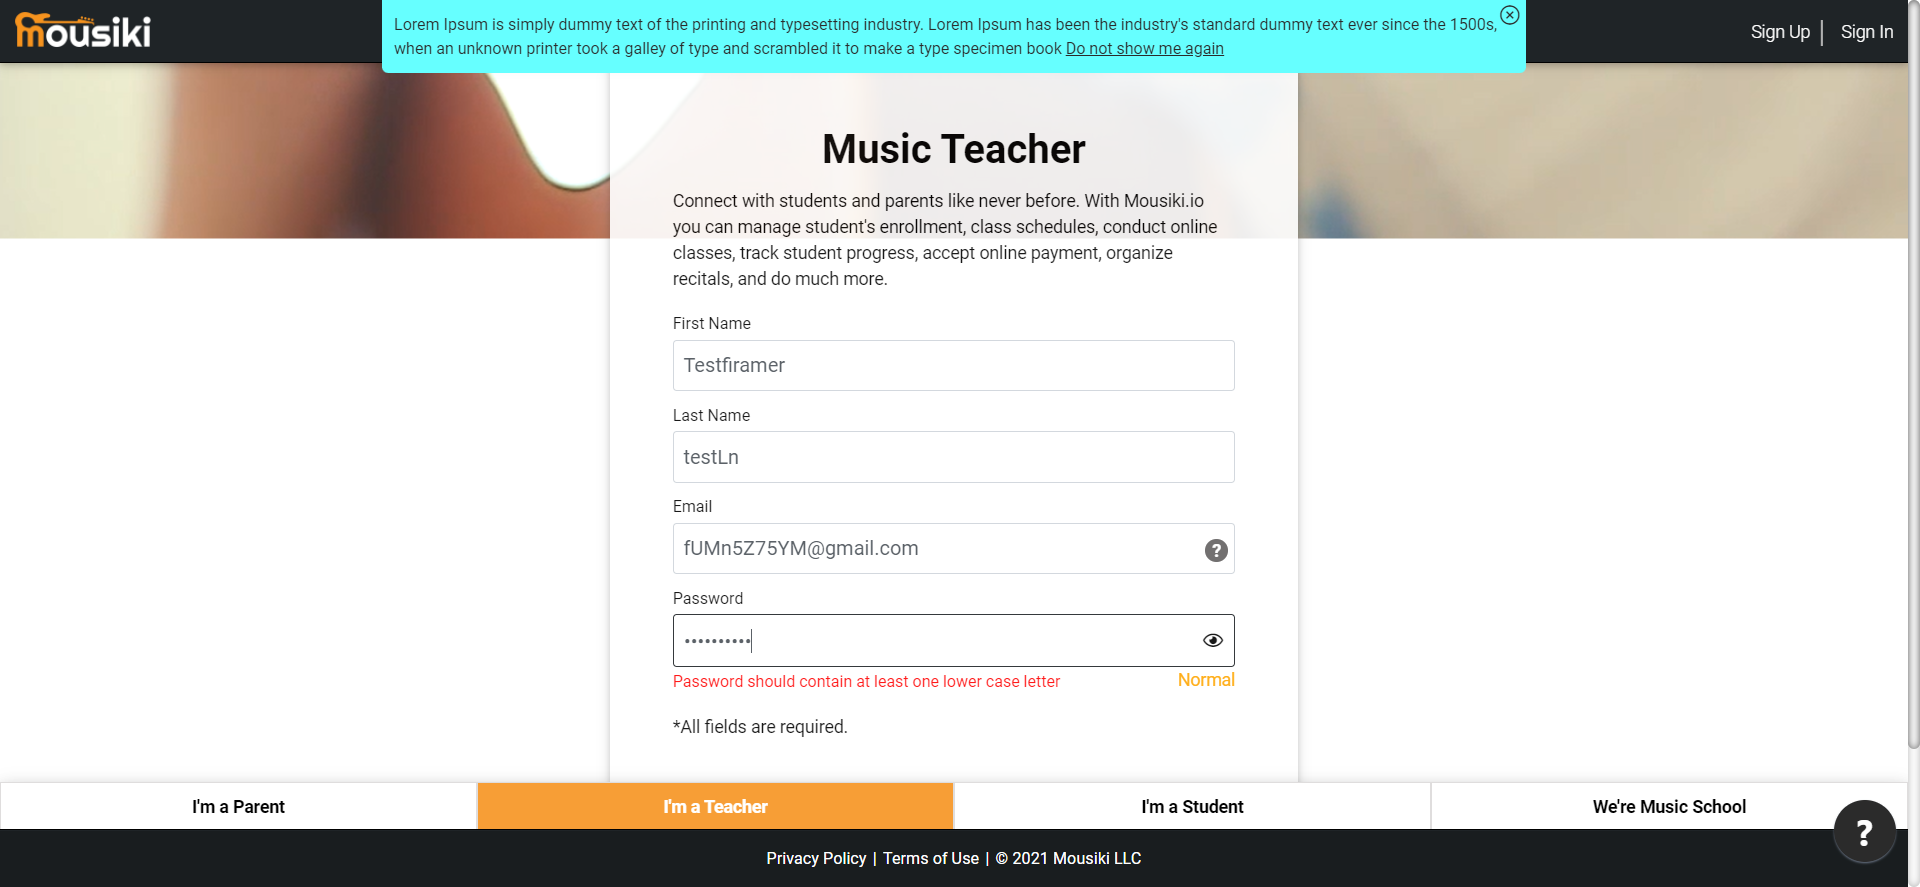 mousiki
Lorem Ipsum is simply dummy text of the printing and typesetting industry. Lorem Ipsum has been the industry's standard dummy text ever since the 1500s,
when an unknown printer took a galley of type and scrambled it to make a type specimen book Do not show me again
Sign Up | Sign In
Music Teacher
Connect with students and parents like never before. With Mousiki.io
you can manage student's enrollment, class schedules, conduct online
classes, track student progress, accept online payment, organize
recitals, and do much more.
First Name
Testfiramer
Last Name
testLn
Email
fUMn5Z75YM@gmail.com
?
Password
••••••••••
Password should contain at least one lower case letter
Normal
*All fields are required.
I'm a Parent
I'm a Teacher
I'm a Student
We're Music School
?
Privacy Policy | Terms of Use | © 2021 Mousiki LLC